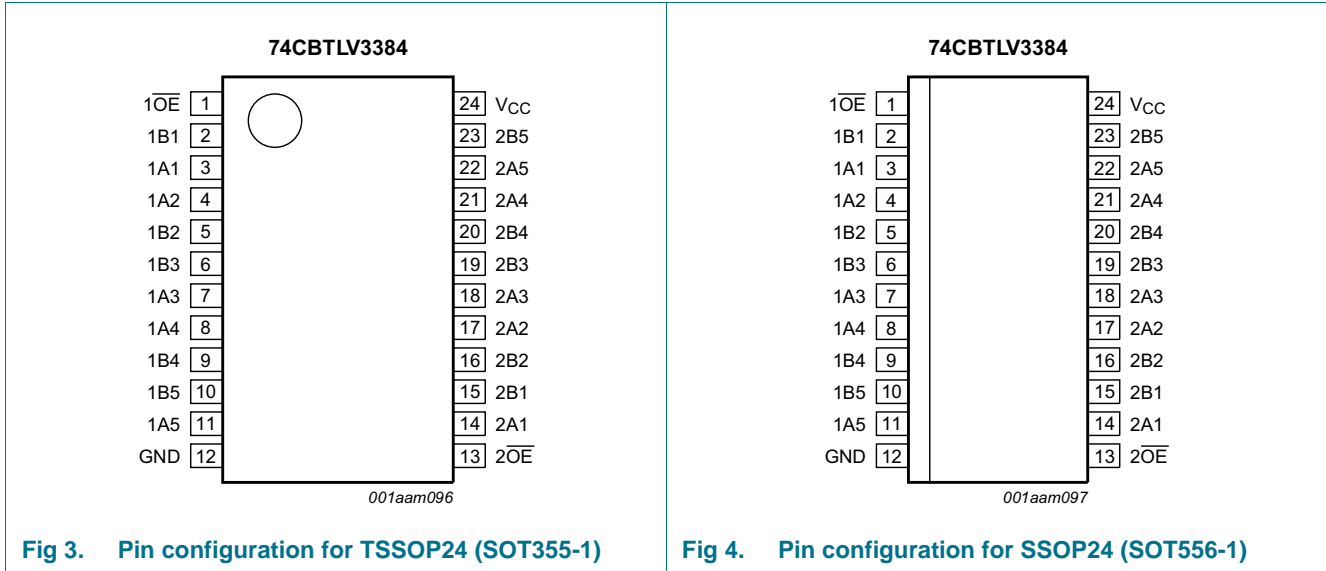 74CBTLV3384
1O̅E̅ 1 24 VCC
1B1 2 23 2B5
1A1 3 22 2A5
1A2 4 21 2A4
1B2 5 20 2B4
1B3 6 19 2B3
1A3 7 18 2A3
1A4 8 17 2A2
1B4 9 16 2B2
1B5 10 15 2B1
1A5 11 14 2A1
GND 12 13 2O̅E̅
001aam096
Fig 3. Pin configuration for TSSOP24 (SOT355-1)
74CBTLV3384
1O̅E̅ 1 24 VCC
1B1 2 23 2B5
1A1 3 22 2A5
1A2 4 21 2A4
1B2 5 20 2B4
1B3 6 19 2B3
1A3 7 18 2A3
1A4 8 17 2A2
1B4 9 16 2B2
1B5 10 15 2B1
1A5 11 14 2A1
GND 12 13 2O̅E̅
001aam097
Fig 4. Pin configuration for SSOP24 (SOT556-1)